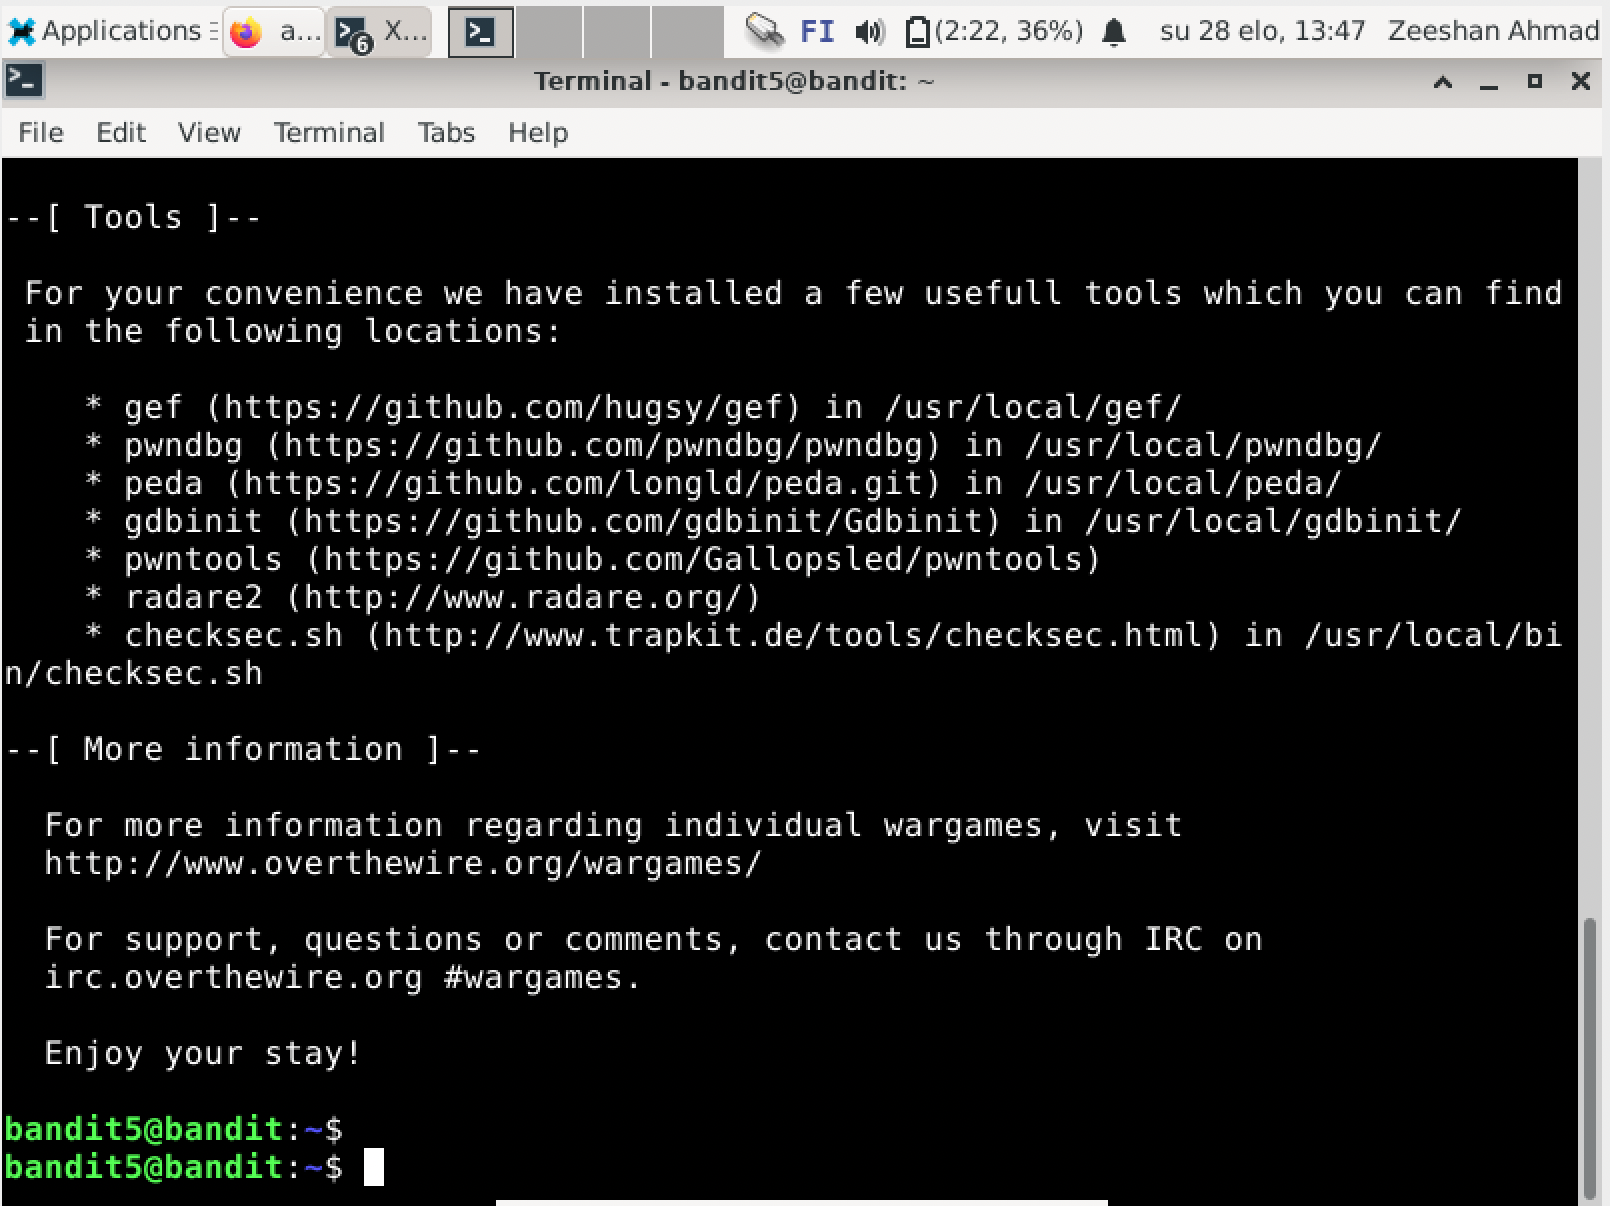 Applications a... 6 X... FI (2:22, 36%) su 28 elo, 13:47 Zeeshan Ahmad
Terminal - bandit5@bandit: ~
File Edit View Terminal Tabs Help
--[ Tools ]--
For your convenience we have installed a few usefull tools which you can find
in the following locations:
* gef (https://github.com/hugsy/gef) in /usr/local/gef/
* pwndbg (https://github.com/pwndbg/pwndbg) in /usr/local/pwndbg/
* peda (https://github.com/longld/peda.git) in /usr/local/peda/
* gdbinit (https://github.com/gdbinit/Gdbinit) in /usr/local/gdbinit/
* pwntools (https://github.com/Gallopsled/pwntools)
* radare2 (http://www.radare.org/)
* checksec.sh (http://www.trapkit.de/tools/checksec.html) in /usr/local/bi
n/checksec.sh
--[ More information ]--
For more information regarding individual wargames, visit
http://www.overthewire.org/wargames/
For support, questions or comments, contact us through IRC on
irc.overthewire.org #wargames.
Enjoy your stay!
bandit5@bandit:~$
bandit5@bandit:~$